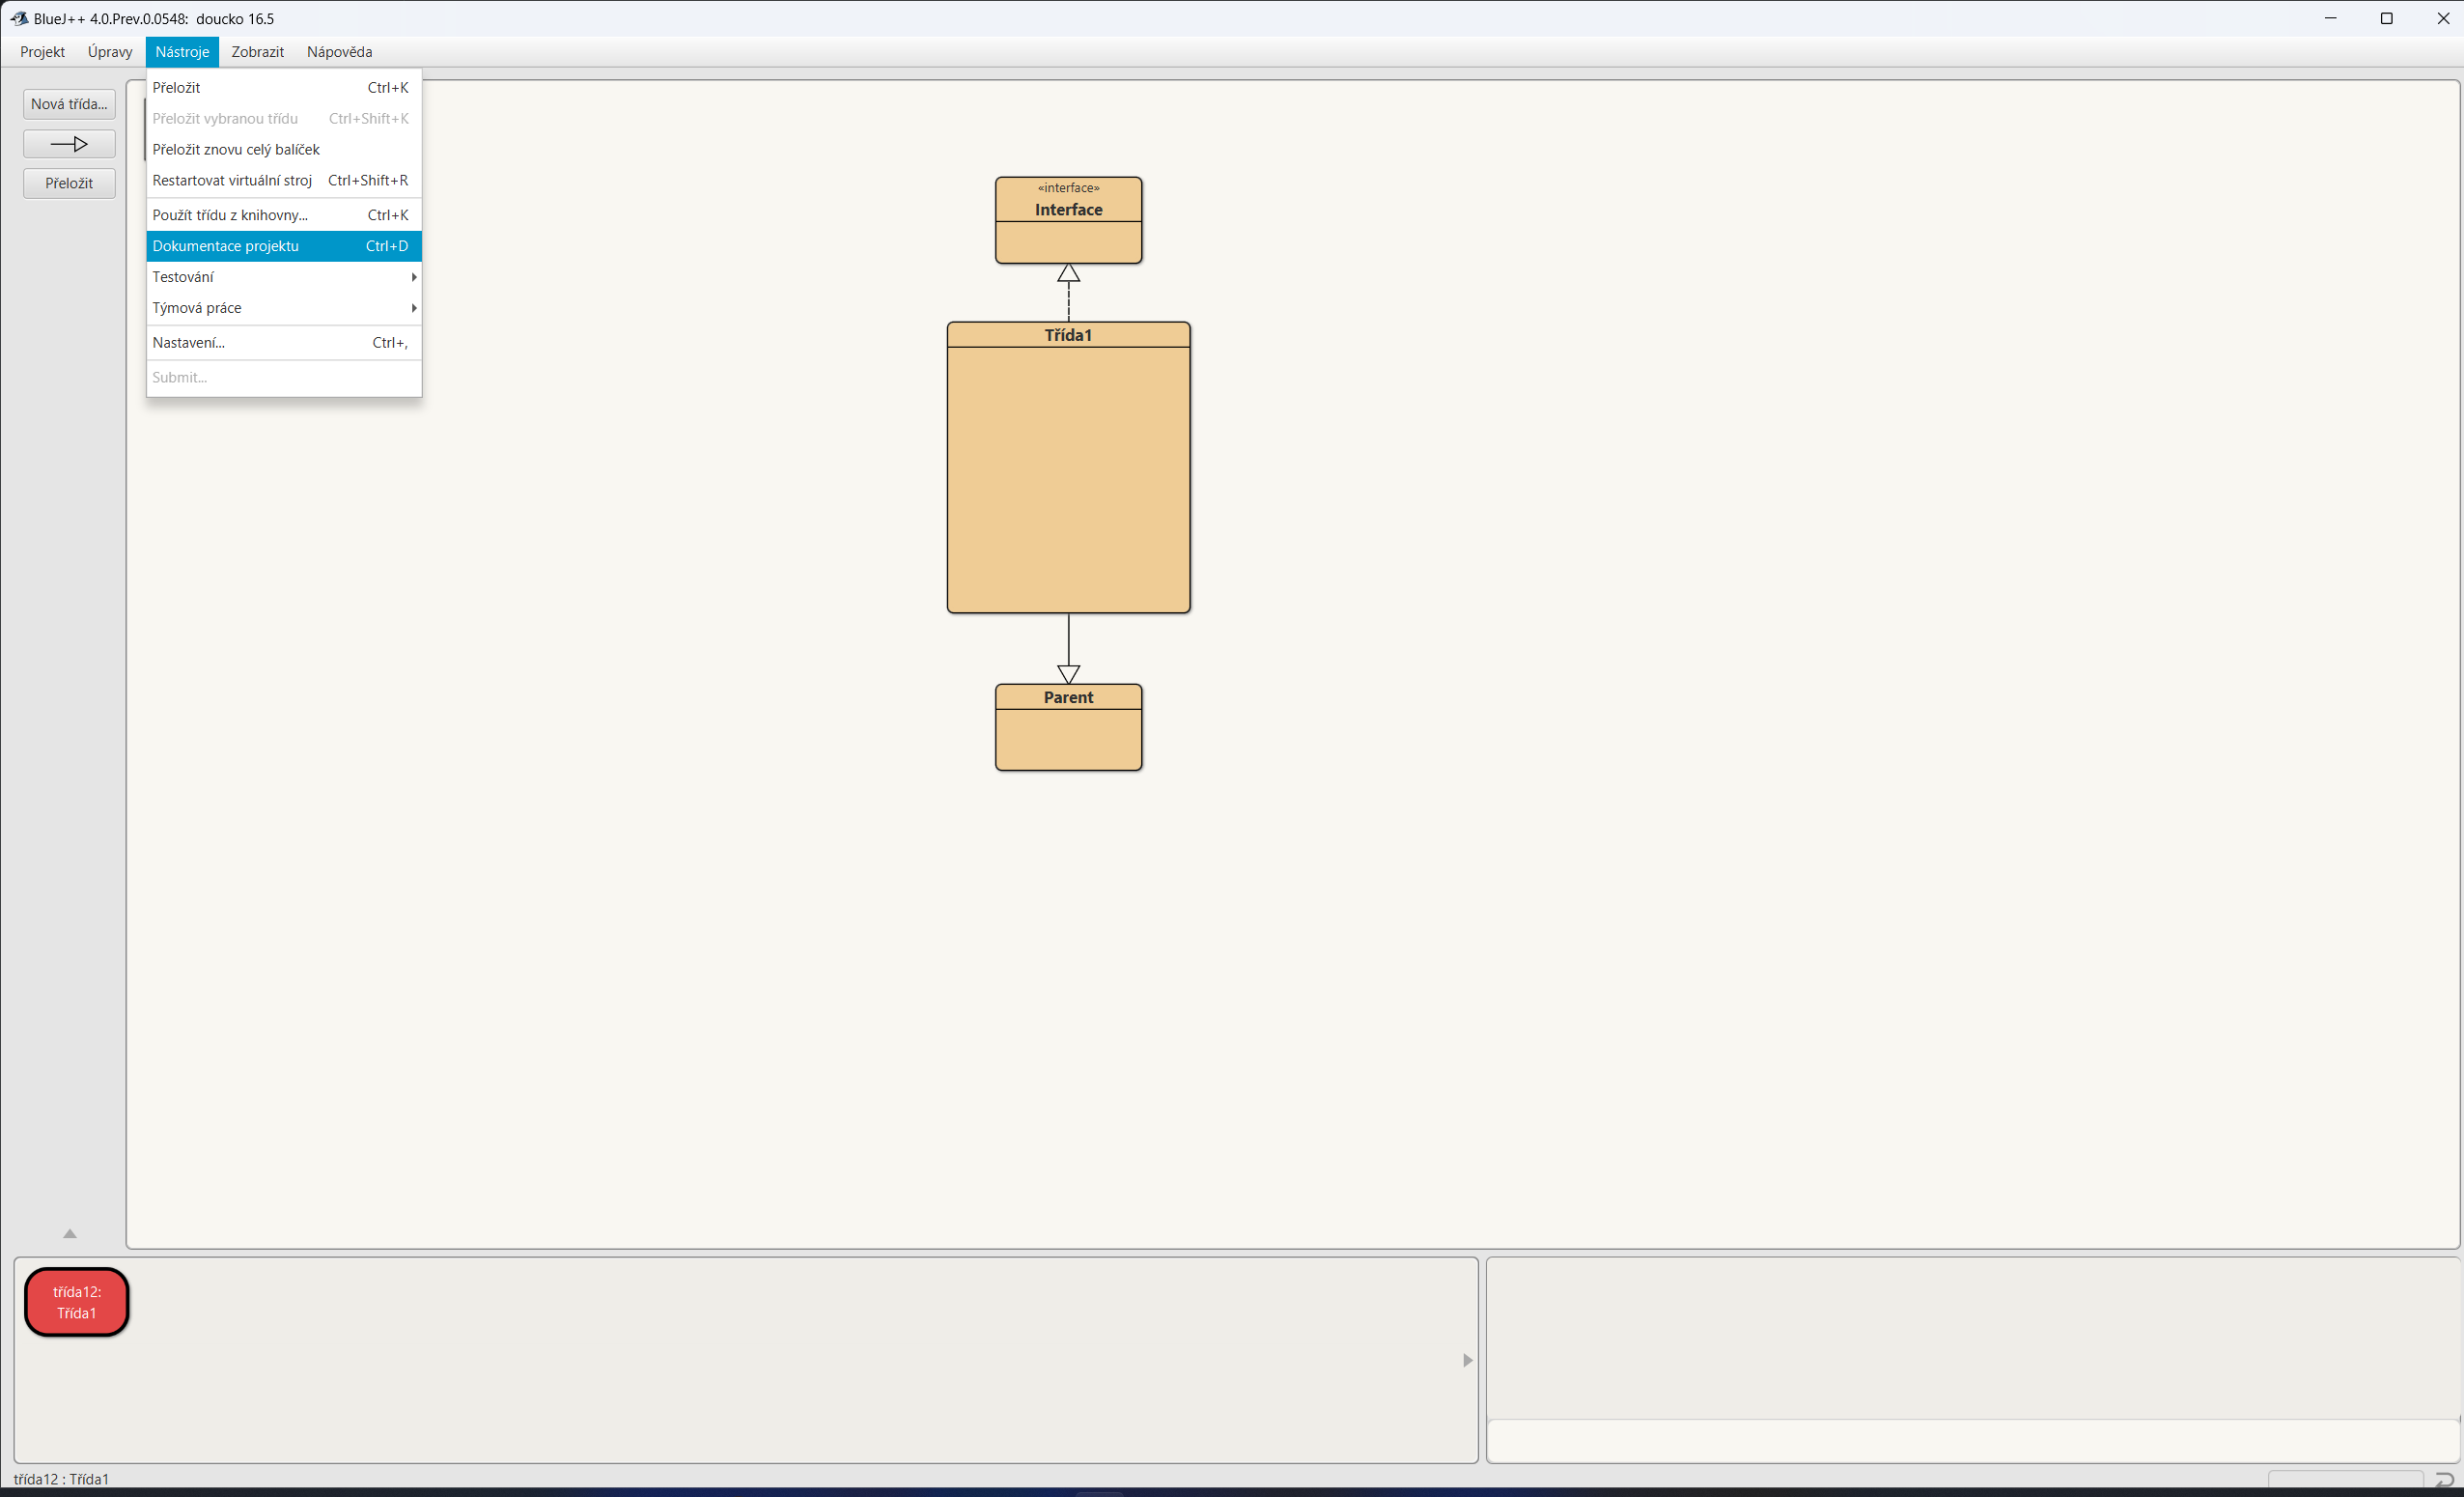 BlueJ++ 4.0.Prev.0.0548:  doucko 16.5
Projekt Úpravy Nástroje Zobrazit Nápověda
Nová třída...
Přeložit
Přeložit Ctrl+K
Přeložit vybranou třídu Ctrl+Shift+K
Přeložit znovu celý balíček
Restartovat virtuální stroj Ctrl+Shift+R
Použít třídu z knihovny... Ctrl+K
Dokumentace projektu Ctrl+D
Testování
Týmová práce
Nastavení... Ctrl+,
Submit...
«interface»
Interface
Třída1
Parent
třída12:
Třída1
třída12 : Třída1